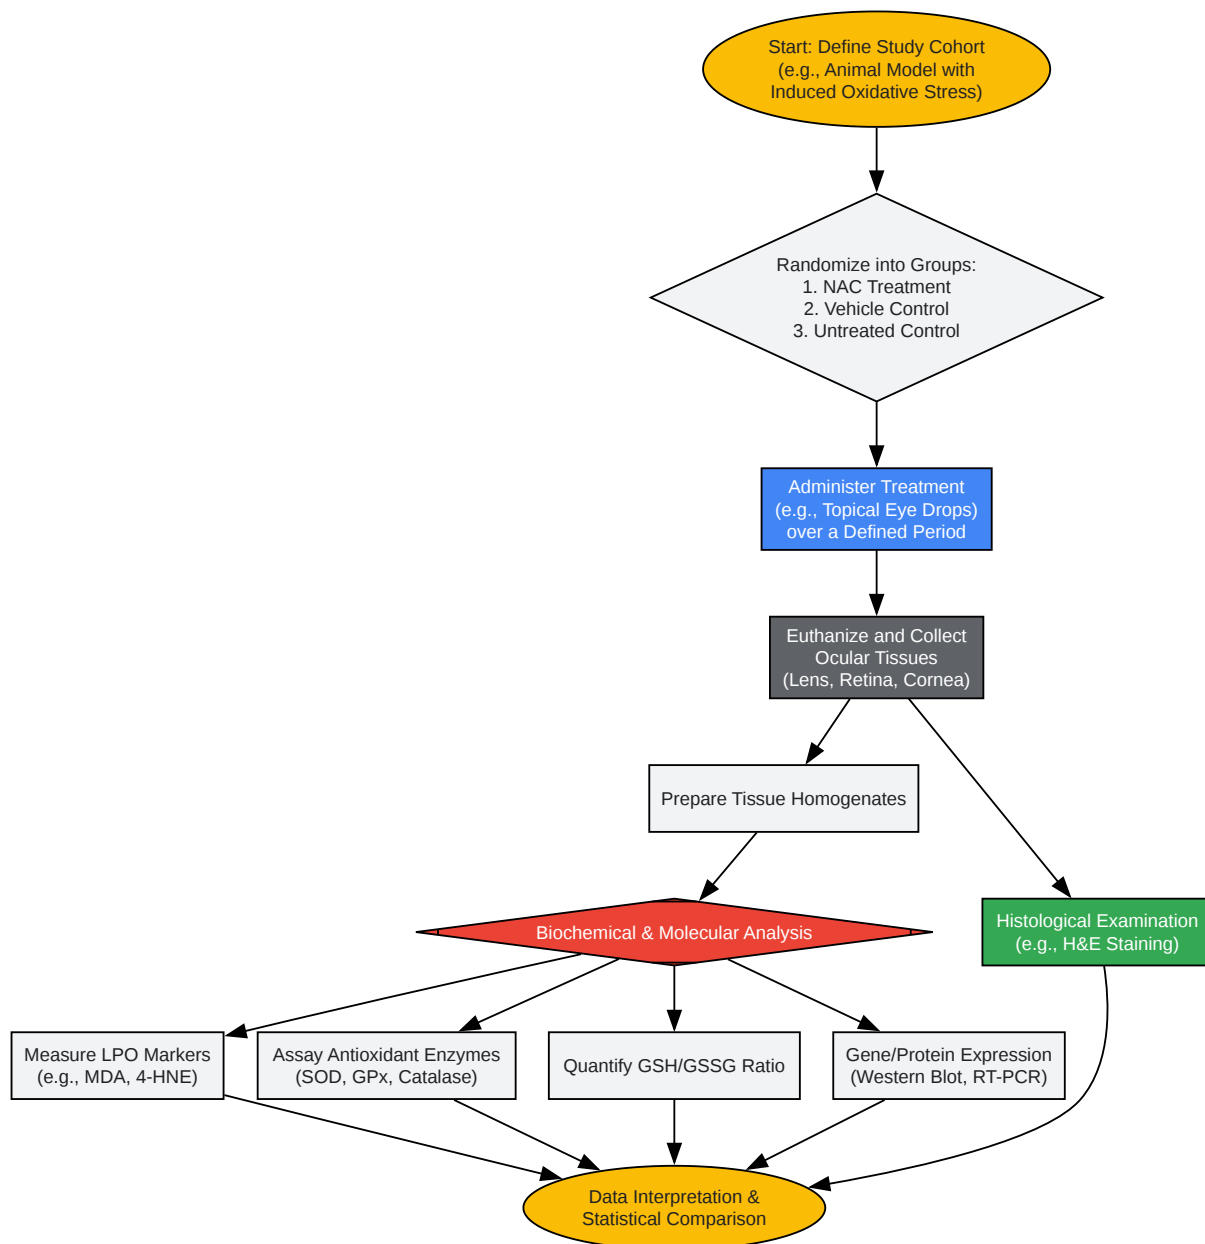 Start: Define Study Cohort
(e.g., Animal Model with
Induced Oxidative Stress)
Randomize into Groups:
1. NAC Treatment
2. Vehicle Control
3. Untreated Control
Administer Treatment
(e.g., Topical Eye Drops)
over a Defined Period
Euthanize and Collect
Ocular Tissues
(Lens, Retina, Cornea)
Prepare Tissue Homogenates
Biochemical & Molecular Analysis
Histological Examination
(e.g., H&E Staining)
Measure LPO Markers
(e.g., MDA, 4-HNE)
Assay Antioxidant Enzymes
(SOD, GPx, Catalase)
Quantify GSH/GSSG Ratio
Gene/Protein Expression
(Western Blot, RT-PCR)
Data Interpretation &
Statistical Comparison